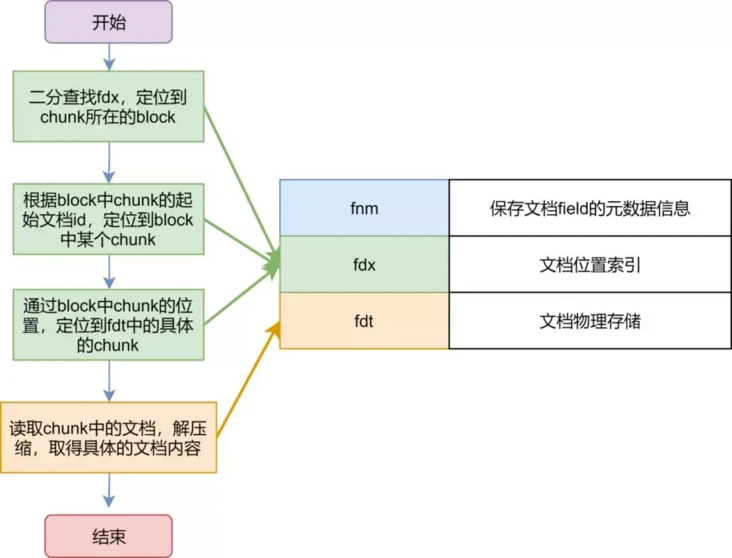 开始
二分查找fdx，定位到
chunk所在的block
根据block中chunk的起
始文档id，定位到block
中某个chunk
通过block中chunk的位
置，定位到fdt中的具体
的chunk
读取chunk中的文档，解压
缩，取得具体的文档内容
结束
fnm
保存文档field的元数据信息
fdx
文档位置索引
fdt
文档物理存储